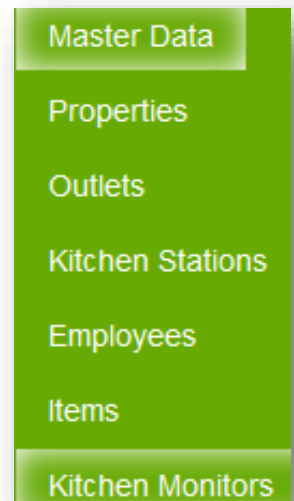 Master Data
Properties
Outlets
Kitchen Stations
Employees
Items
Kitchen Monitors